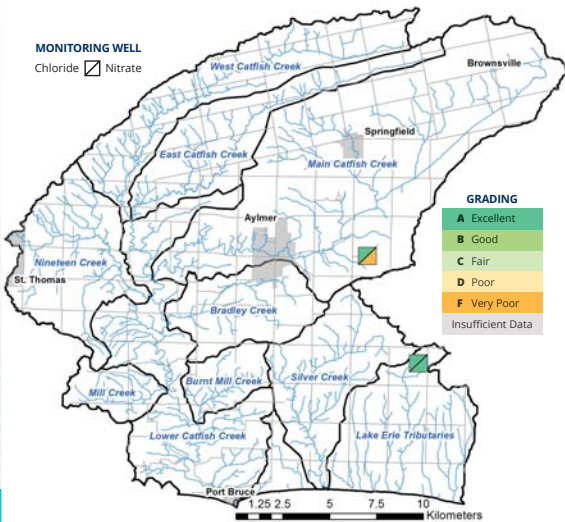 MONITORING WELL
Chloride Nitrate
West Catfish Creek
Brownsville
Springfield
East Catfish Creek
Main Catfish Creek
GRADING
A Excellent
B Good
C Fair
D Poor
F Very Poor
Insufficient Data
Aylmer
Nineteen Creek
St. Thomas
Bradley Creek
Burnt Mill Creek
Silver Creek
Mill Creek
Lower Catfish Creek
Lake Erie Tributaries
Port Bruce
0 1.25 2.5 5 7.5 10
Kilometers